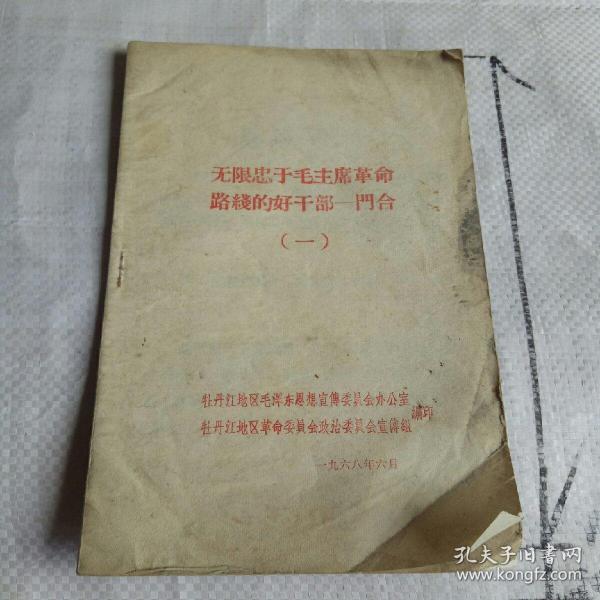 无限忠于毛主席革命
路綫的好干部—門合
（一）
牡丹江地区毛泽东思想宣傳委員会办公室
牡丹江地区革命委員会政治委員会宣傳組
編印
一九六八年六月
孔夫子旧书网
www.kongfz.com